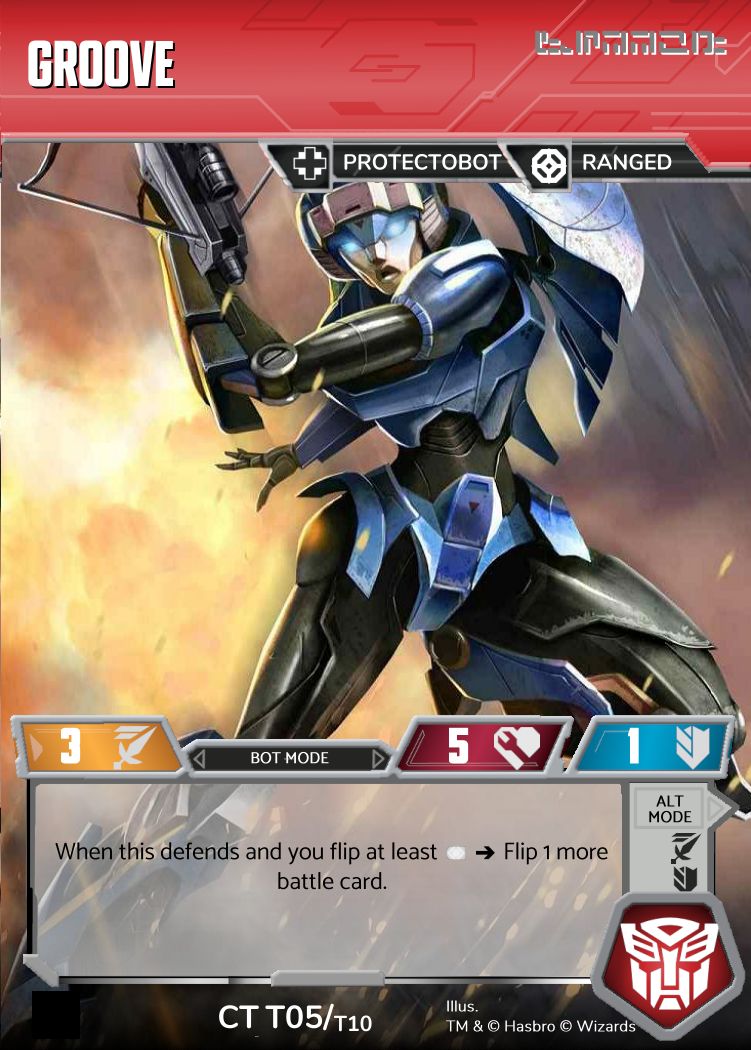 GROOVE
PROTECTOBOT RANGED
3 BOT MODE 5 1
ALT
MODE
When this defends and you flip at least → Flip 1 more
battle card.
CT T05/T10
Illus.
TM & © Hasbro © Wizards